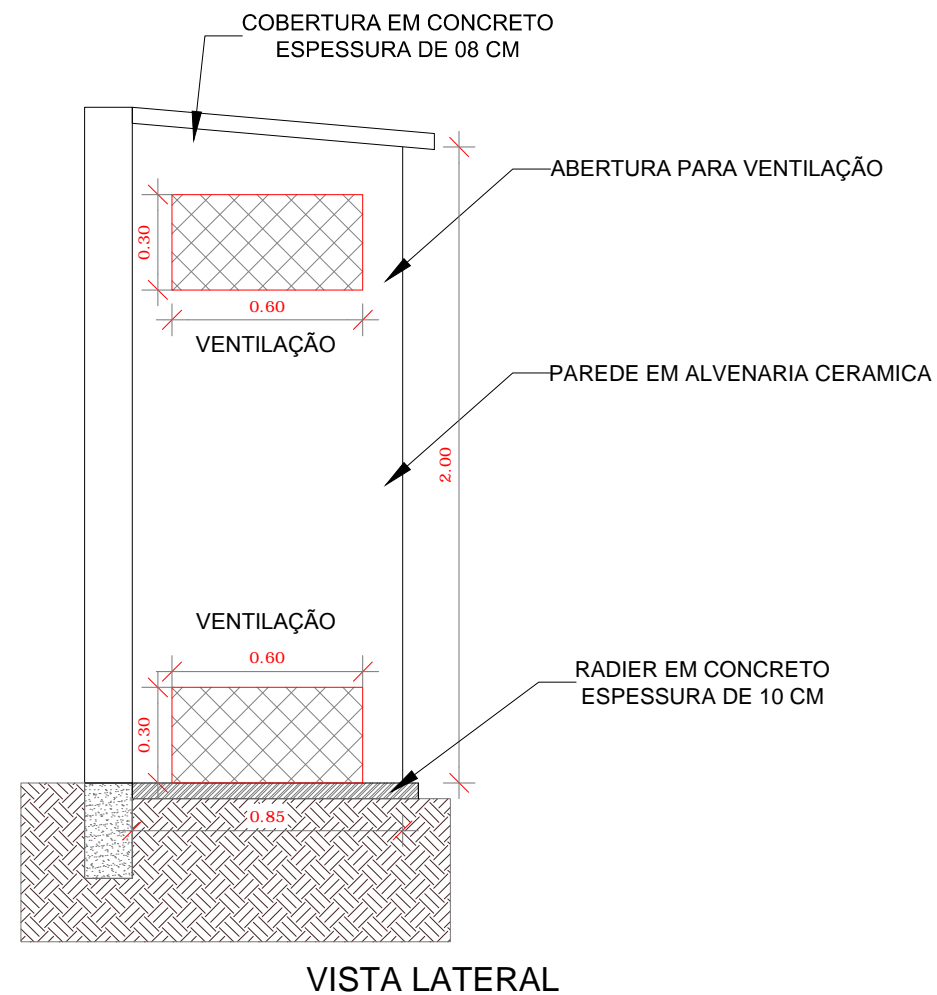 COBERTURA EM CONCRETO
ESPESSURA DE 08 CM
ABERTURA PARA VENTILAÇÃO
0.30
0.60
VENTILAÇÃO
PAREDE EM ALVENARIA CERAMICA
2.00
VENTILAÇÃO
0.60
RADIER EM CONCRETO
ESPESSURA DE 10 CM
0.30
0.85
VISTA LATERAL